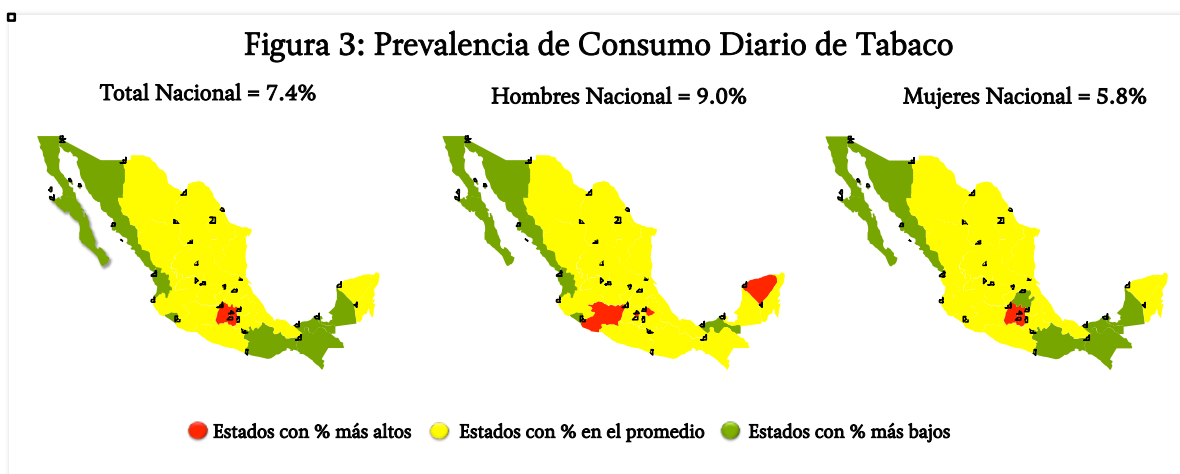 Figura 3: Prevalencia de Consumo Diario de Tabaco
Total Nacional = 7.4%
Hombres Nacional = 9.0%
Mujeres Nacional = 5.8%
Estados con % más altos
Estados con % en el promedio
Estados con % más bajos